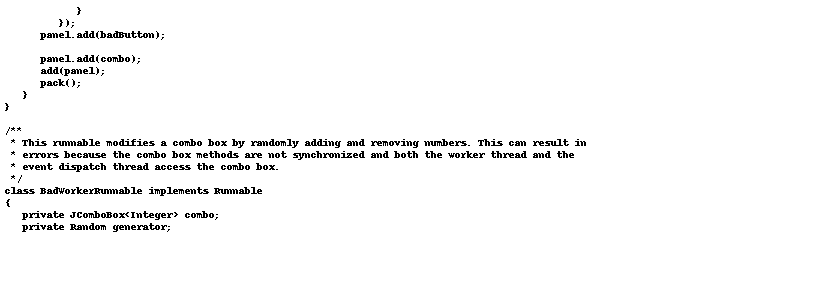 }
         });
      panel.add(badButton);

      panel.add(combo);
      add(panel);
      pack();
   }
}

/**
 * This runnable modifies a combo box by randomly adding and removing numbers. This can result in
 * errors because the combo box methods are not synchronized and both the worker thread and the
 * event dispatch thread access the combo box.
 */
class BadWorkerRunnable implements Runnable
{
   private JComboBox<Integer> combo;
   private Random generator;